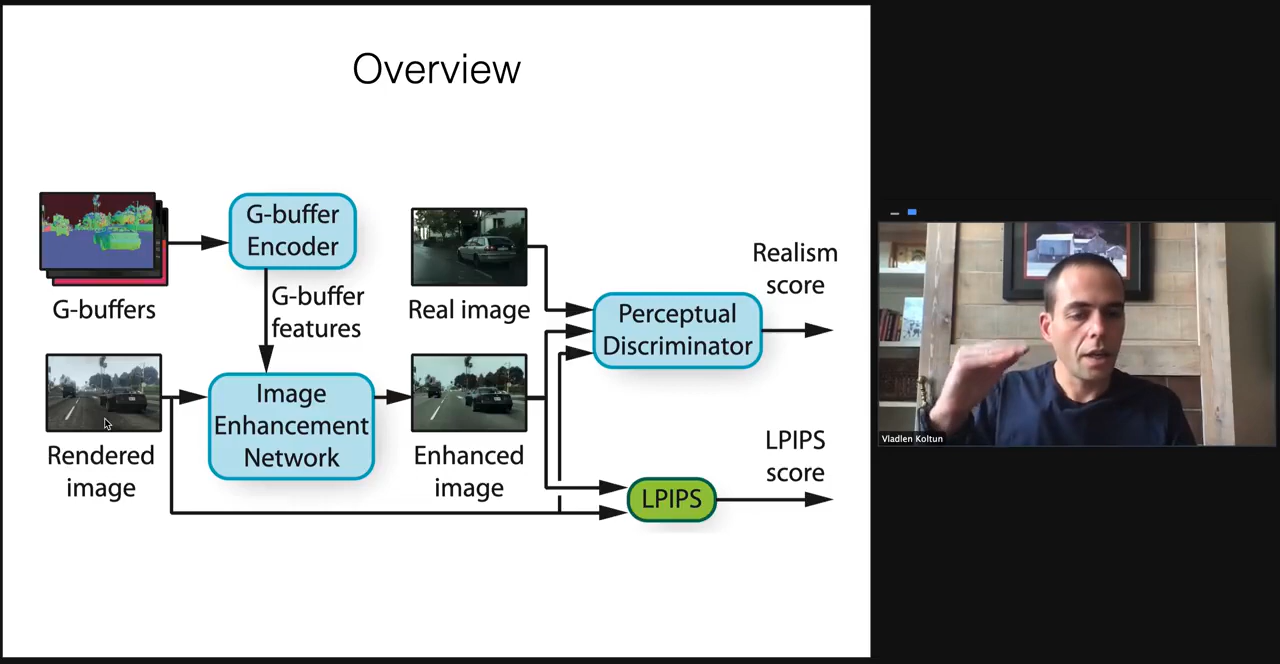 Overview
G-buffer
Encoder
G-buffers
G-buffer
features
Real image
Realism
score
Perceptual
Discriminator
Rendered
image
Image
Enhancement
Network
Enhanced
image
LPIPS
score
LPIPS
Vladlen Koltun